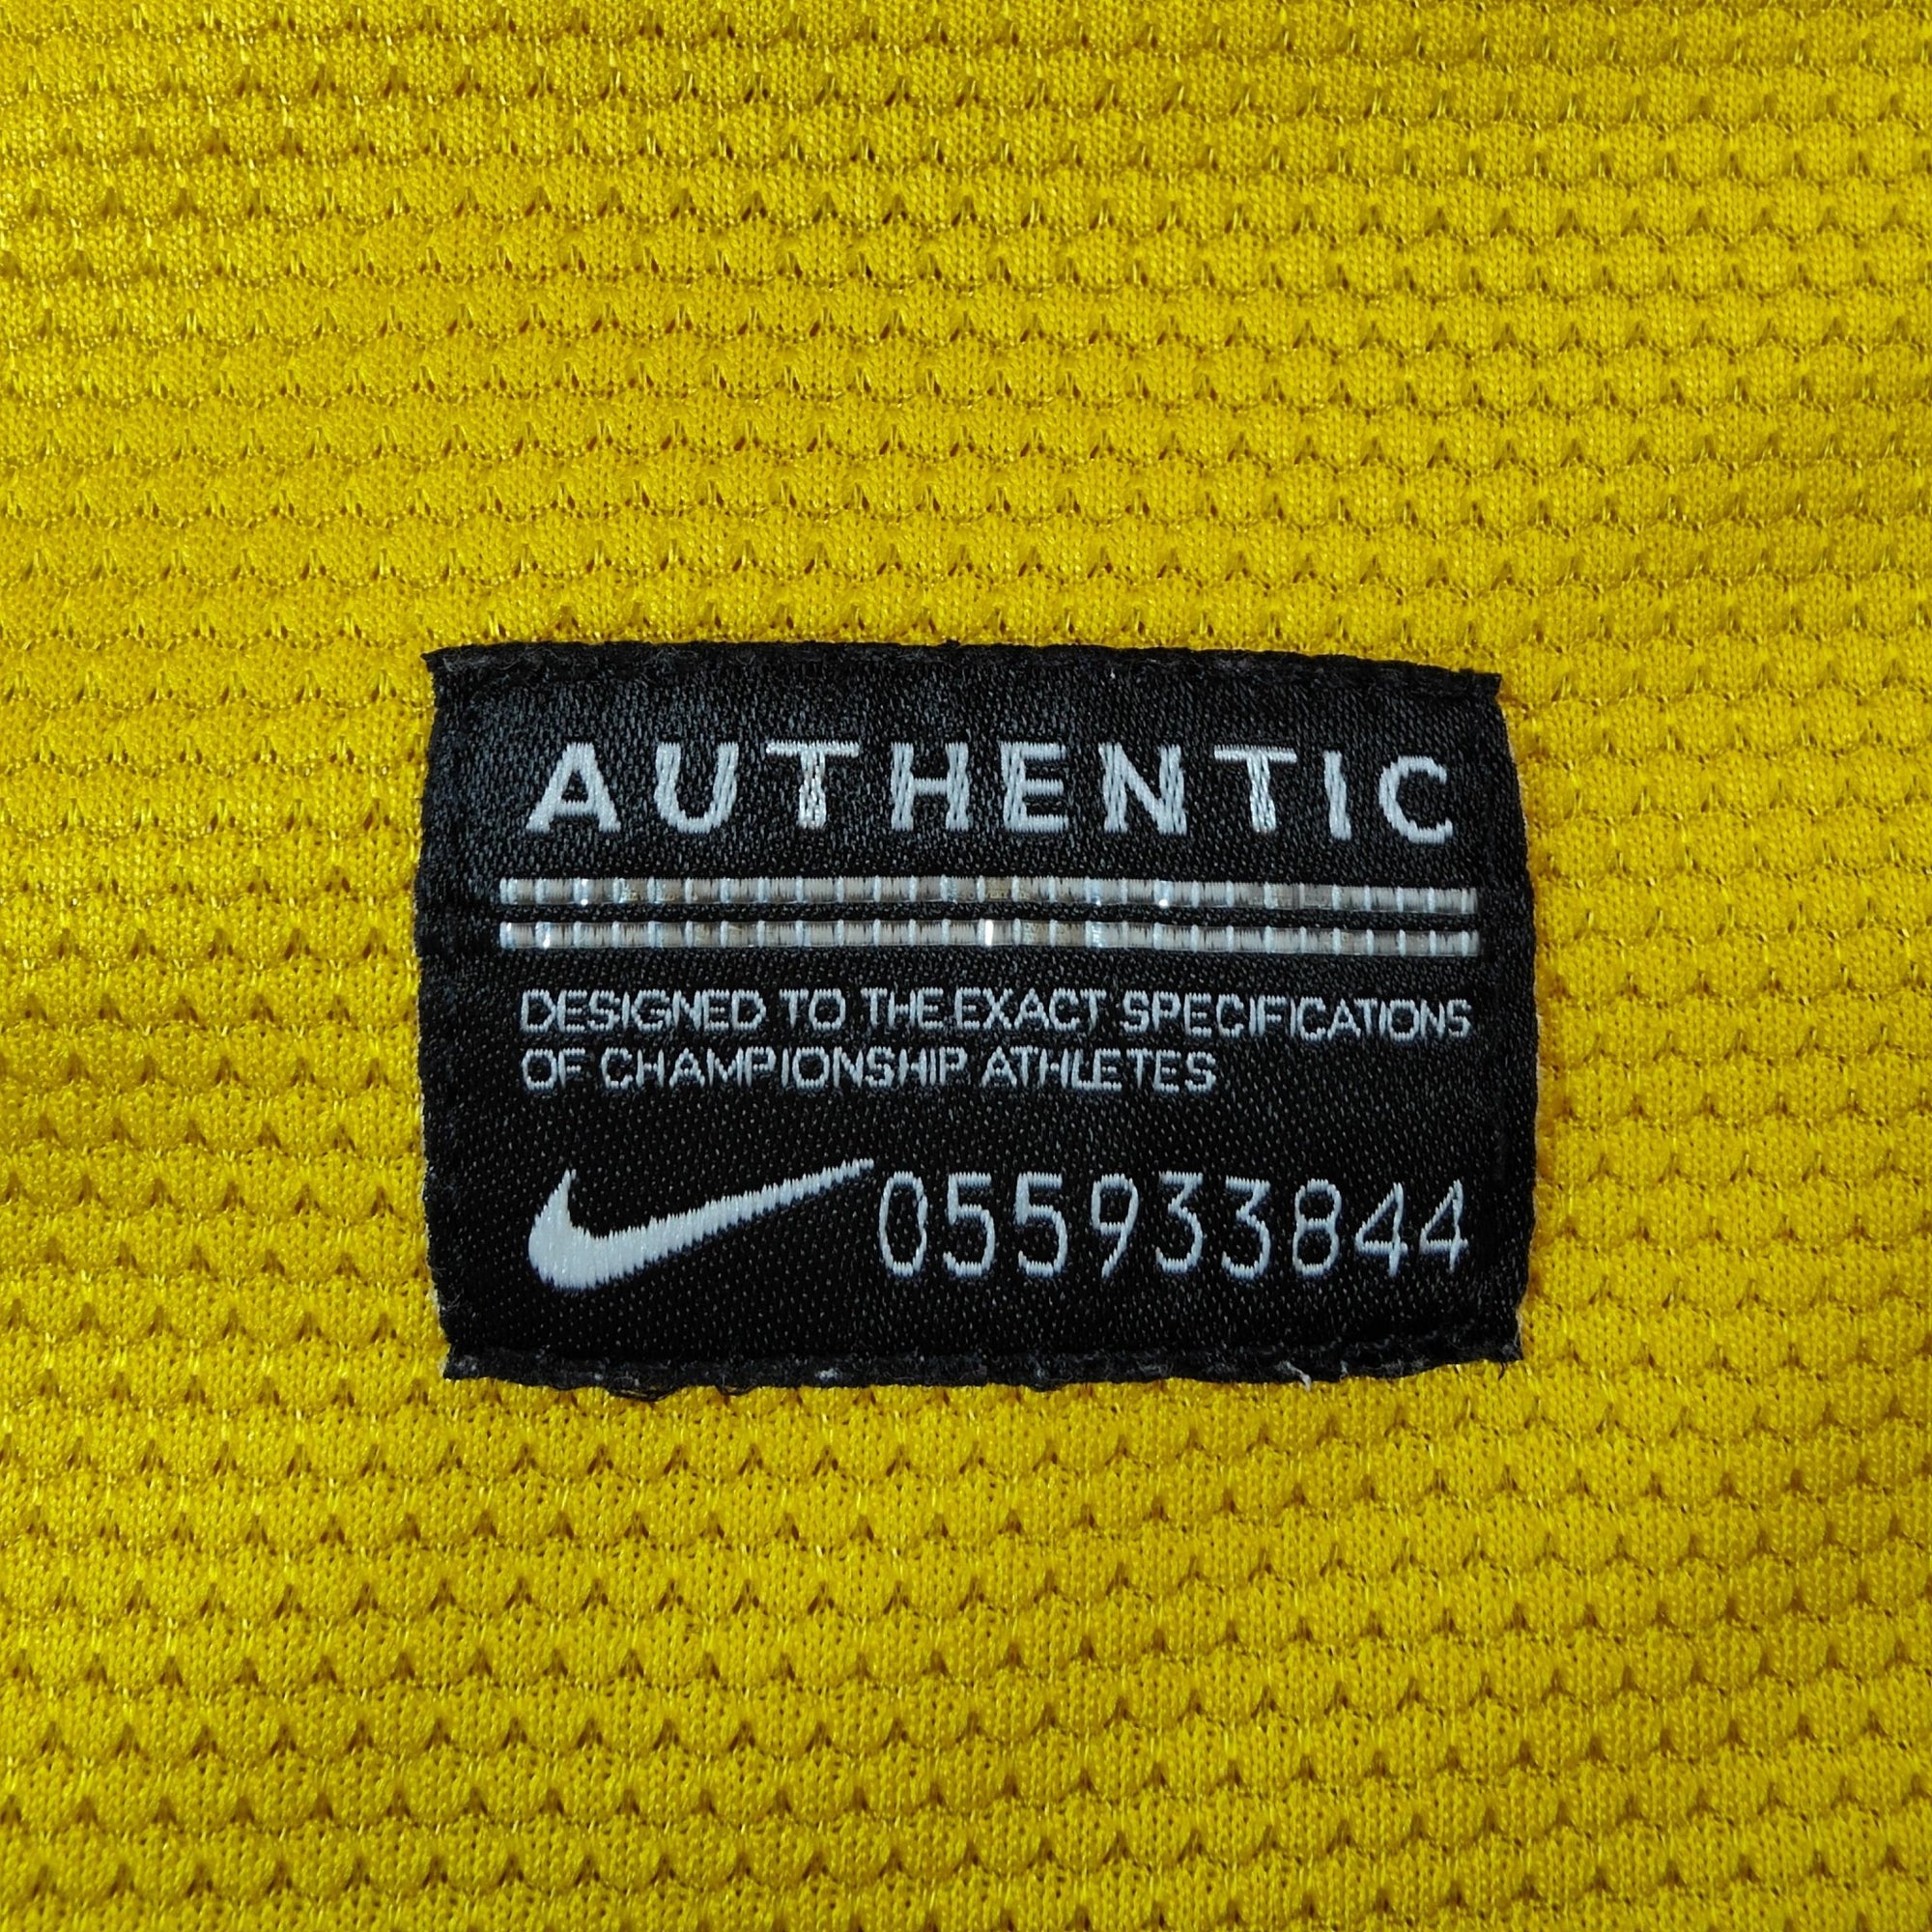 AUTHENTIC
DESIGNED TO THE EXACT SPECIFICATIONS
OF CHAMPIONSHIP ATHLETES
055933844